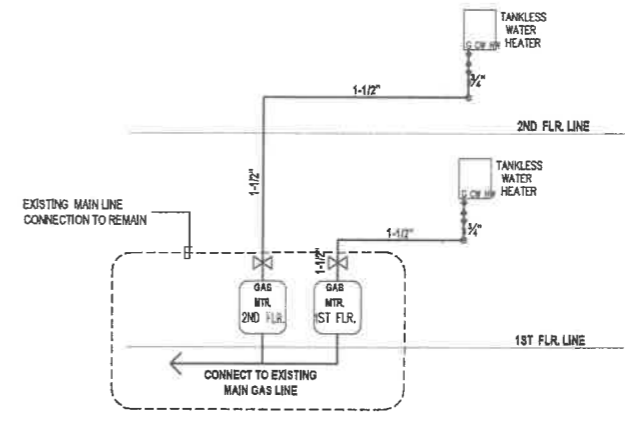 TANKLESS
WATER
HEATER
G CW HW
3/4"
1-1/2"
2ND FLR. LINE
TANKLESS
WATER
HEATER
G CW HW
3/4"
1-1/2"
EXISTING MAIN LINE
CONNECTION TO REMAIN
1-1/2"
1-1/2"
GAS
MTR.
2ND FLR.
GAS
MTR.
1ST FLR.
1ST FLR. LINE
CONNECT TO EXISTING
MAIN GAS LINE